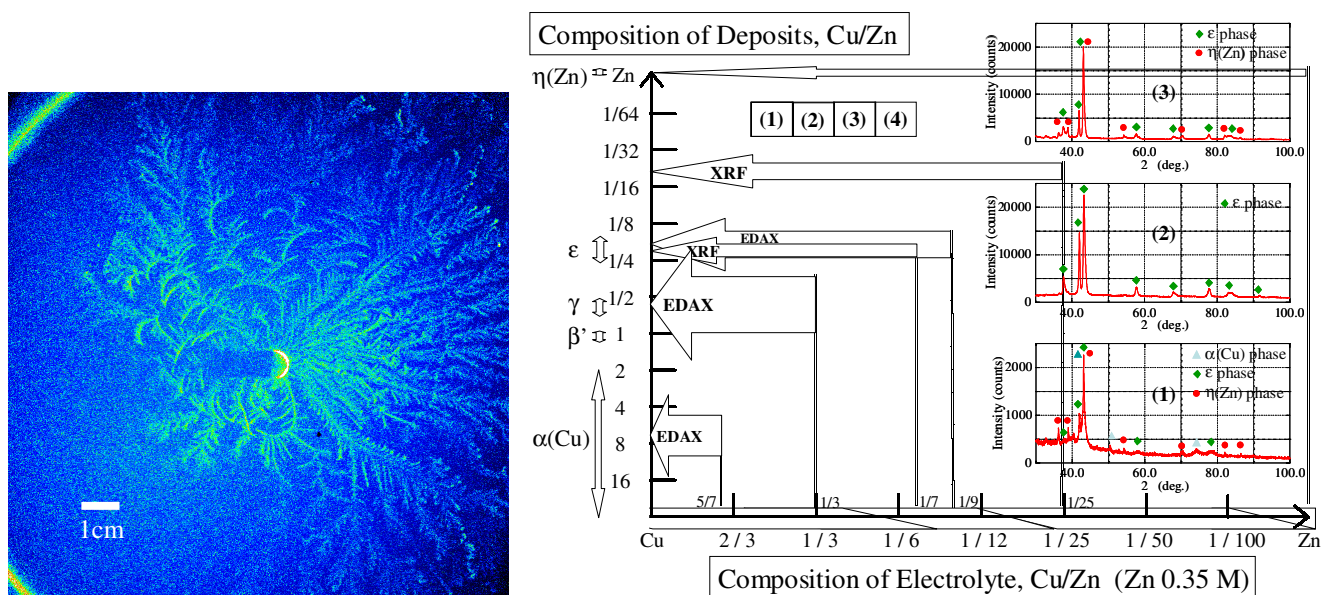 1cm
Composition of Deposits, Cu/Zn
η(Zn)
Zn
1/64
1/32
1/16
1/8
ε
1/4
γ
1/2
β’
1
2
4
α(Cu)
8
16
(1) (2) (3) (4)
XRF
EDAX
XRF
EDAX
EDAX
5/7 1/3 1/7 1/9 1/25
Cu 2 / 3 1 / 3 1 / 6 1 / 12 1 / 25 1 / 50 1 / 100 Zn
Composition of Electrolyte, Cu/Zn (Zn 0.35 M)
Intensity (counts)
20000
10000
0
ε phase
η(Zn) phase
(3)
40.0 60.0 80.0 100.0
2 (deg.)
Intensity (counts)
20000
10000
0
ε phase
(2)
40.0 60.0 80.0 100.0
2 (deg.)
Intensity (counts)
2000
1000
0
α(Cu) phase
ε phase
η(Zn) phase
(1)
40.0 60.0 80.0 100.0
2 (deg.)